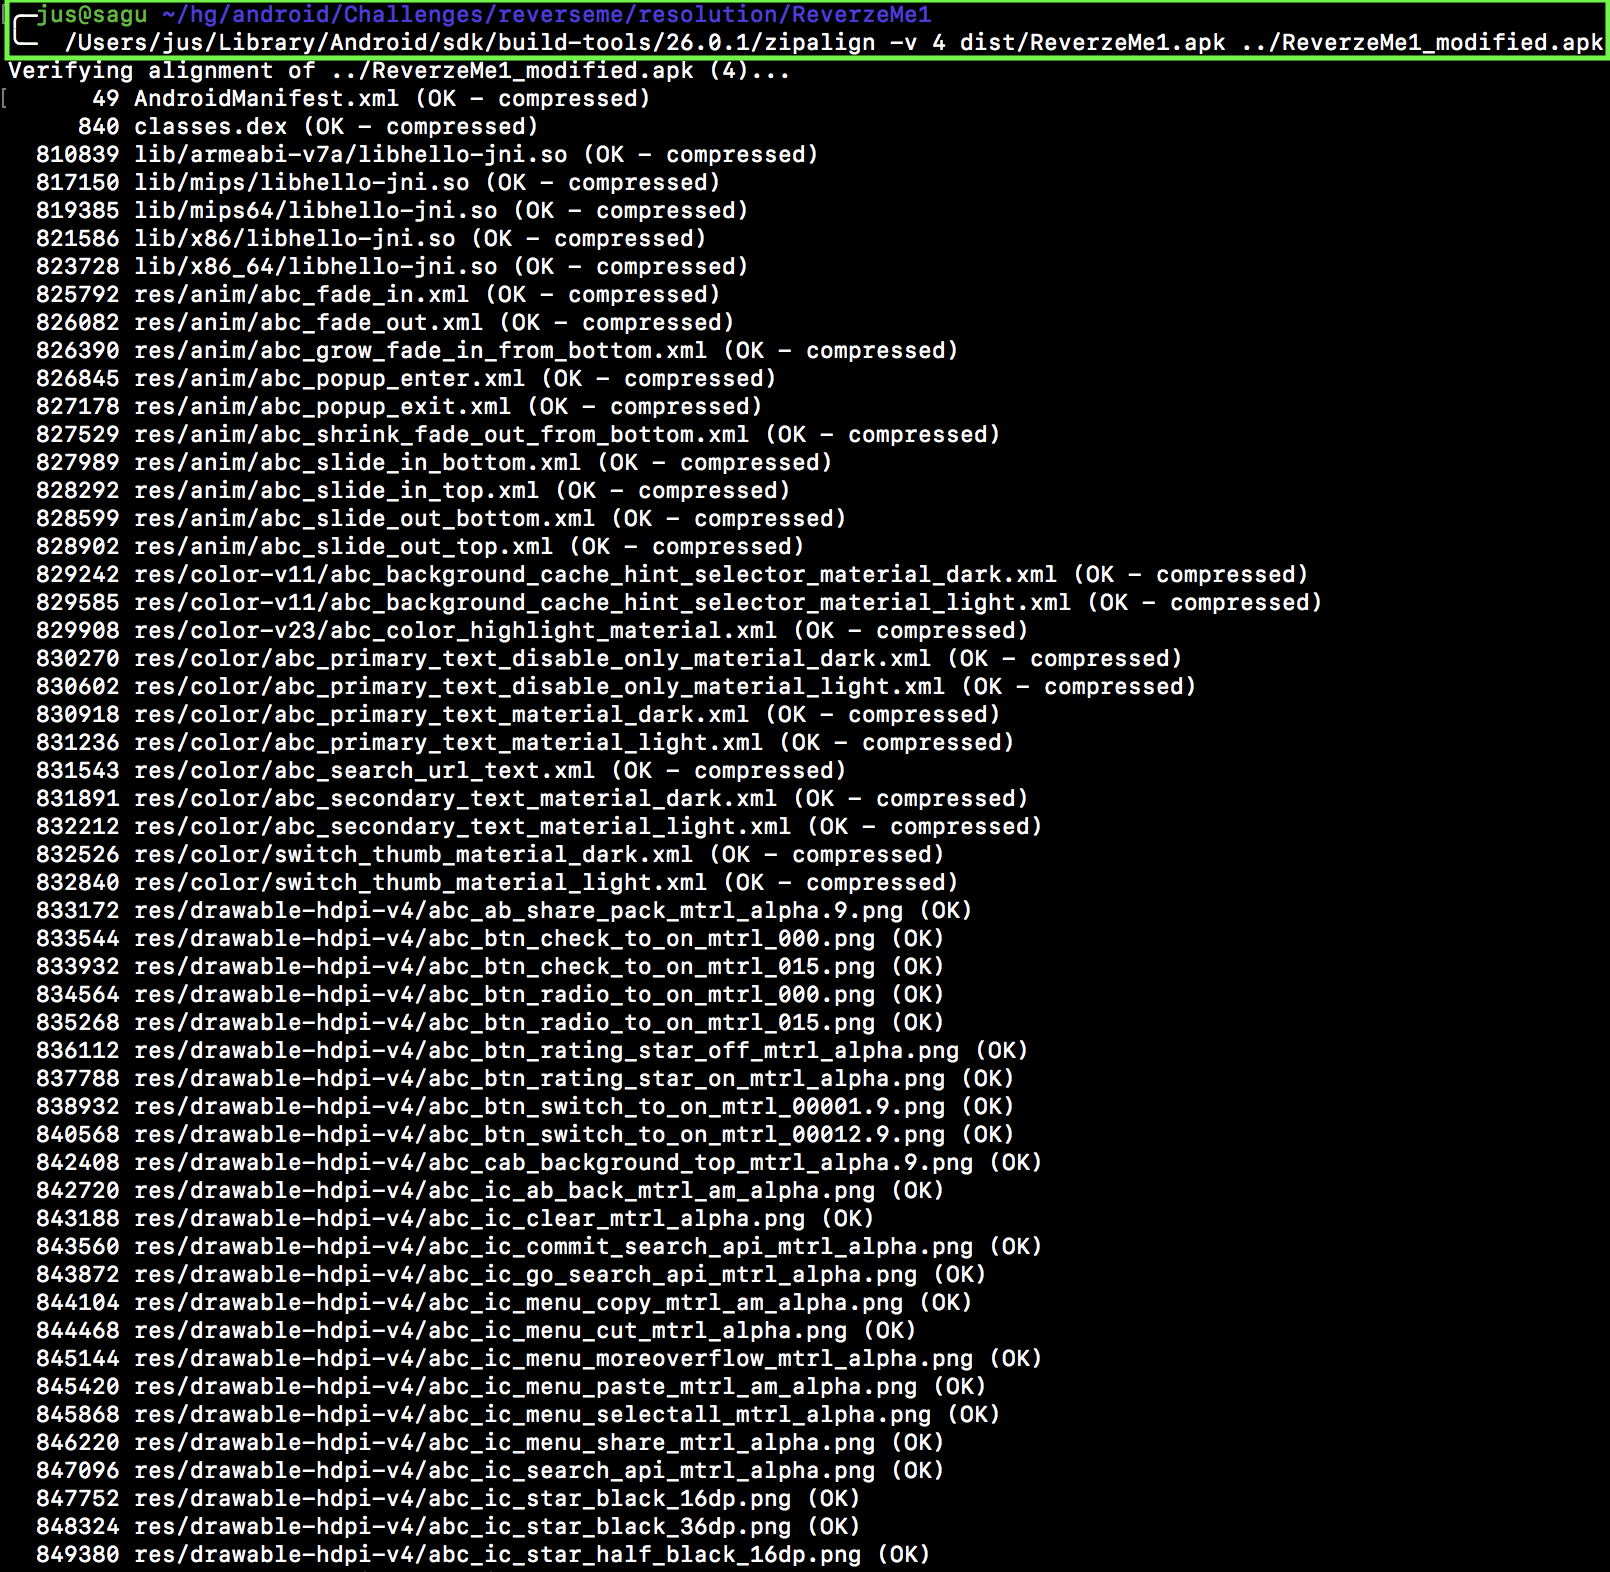 jus@sagu ~/hg/android/Challenges/reverseme/resolution/ReverzeMe1
/Users/jus/Library/Android/sdk/build-tools/26.0.1/zipalign -v 4 dist/ReverzeMe1.apk ../ReverzeMe1_modified.apk
Verifying alignment of ../ReverzeMe1_modified.apk (4)...
49 AndroidManifest.xml (OK - compressed)
840 classes.dex (OK - compressed)
810839 lib/armeabi-v7a/libhello-jni.so (OK - compressed)
817150 lib/mips/libhello-jni.so (OK - compressed)
819385 lib/mips64/libhello-jni.so (OK - compressed)
821586 lib/x86/libhello-jni.so (OK - compressed)
823728 lib/x86_64/libhello-jni.so (OK - compressed)
825792 res/anim/abc_fade_in.xml (OK - compressed)
826082 res/anim/abc_fade_out.xml (OK - compressed)
826390 res/anim/abc_grow_fade_in_from_bottom.xml (OK - compressed)
826845 res/anim/abc_popup_enter.xml (OK - compressed)
827178 res/anim/abc_popup_exit.xml (OK - compressed)
827529 res/anim/abc_shrink_fade_out_from_bottom.xml (OK - compressed)
827989 res/anim/abc_slide_in_bottom.xml (OK - compressed)
828292 res/anim/abc_slide_in_top.xml (OK - compressed)
828599 res/anim/abc_slide_out_bottom.xml (OK - compressed)
828902 res/anim/abc_slide_out_top.xml (OK - compressed)
829242 res/color-v11/abc_background_cache_hint_selector_material_dark.xml (OK - compressed)
829585 res/color-v11/abc_background_cache_hint_selector_material_light.xml (OK - compressed)
829908 res/color-v23/abc_color_highlight_material.xml (OK - compressed)
830270 res/color/abc_primary_text_disable_only_material_dark.xml (OK - compressed)
830602 res/color/abc_primary_text_disable_only_material_light.xml (OK - compressed)
830918 res/color/abc_primary_text_material_dark.xml (OK - compressed)
831236 res/color/abc_primary_text_material_light.xml (OK - compressed)
831543 res/color/abc_search_url_text.xml (OK - compressed)
831891 res/color/abc_secondary_text_material_dark.xml (OK - compressed)
832212 res/color/abc_secondary_text_material_light.xml (OK - compressed)
832526 res/color/switch_thumb_material_dark.xml (OK - compressed)
832840 res/color/switch_thumb_material_light.xml (OK - compressed)
833172 res/drawable-hdpi-v4/abc_ab_share_pack_mtrl_alpha.9.png (OK)
833544 res/drawable-hdpi-v4/abc_btn_check_to_on_mtrl_000.png (OK)
833932 res/drawable-hdpi-v4/abc_btn_check_to_on_mtrl_015.png (OK)
834564 res/drawable-hdpi-v4/abc_btn_radio_to_on_mtrl_000.png (OK)
835268 res/drawable-hdpi-v4/abc_btn_radio_to_on_mtrl_015.png (OK)
836112 res/drawable-hdpi-v4/abc_btn_rating_star_off_mtrl_alpha.png (OK)
837788 res/drawable-hdpi-v4/abc_btn_rating_star_on_mtrl_alpha.png (OK)
838932 res/drawable-hdpi-v4/abc_btn_switch_to_on_mtrl_00001.9.png (OK)
840568 res/drawable-hdpi-v4/abc_btn_switch_to_on_mtrl_00012.9.png (OK)
842408 res/drawable-hdpi-v4/abc_cab_background_top_mtrl_alpha.9.png (OK)
842720 res/drawable-hdpi-v4/abc_ic_ab_back_mtrl_am_alpha.png (OK)
843188 res/drawable-hdpi-v4/abc_ic_clear_mtrl_alpha.png (OK)
843560 res/drawable-hdpi-v4/abc_ic_commit_search_api_mtrl_alpha.png (OK)
843872 res/drawable-hdpi-v4/abc_ic_go_search_api_mtrl_alpha.png (OK)
844104 res/drawable-hdpi-v4/abc_ic_menu_copy_mtrl_am_alpha.png (OK)
844468 res/drawable-hdpi-v4/abc_ic_menu_cut_mtrl_alpha.png (OK)
845144 res/drawable-hdpi-v4/abc_ic_menu_moreoverflow_mtrl_alpha.png (OK)
845420 res/drawable-hdpi-v4/abc_ic_menu_paste_mtrl_am_alpha.png (OK)
845868 res/drawable-hdpi-v4/abc_ic_menu_selectall_mtrl_alpha.png (OK)
846220 res/drawable-hdpi-v4/abc_ic_menu_share_mtrl_alpha.png (OK)
847096 res/drawable-hdpi-v4/abc_ic_search_api_mtrl_alpha.png (OK)
847752 res/drawable-hdpi-v4/abc_ic_star_black_16dp.png (OK)
848324 res/drawable-hdpi-v4/abc_ic_star_black_36dp.png (OK)
849380 res/drawable-hdpi-v4/abc_ic_star_half_black_16dp.png (OK)